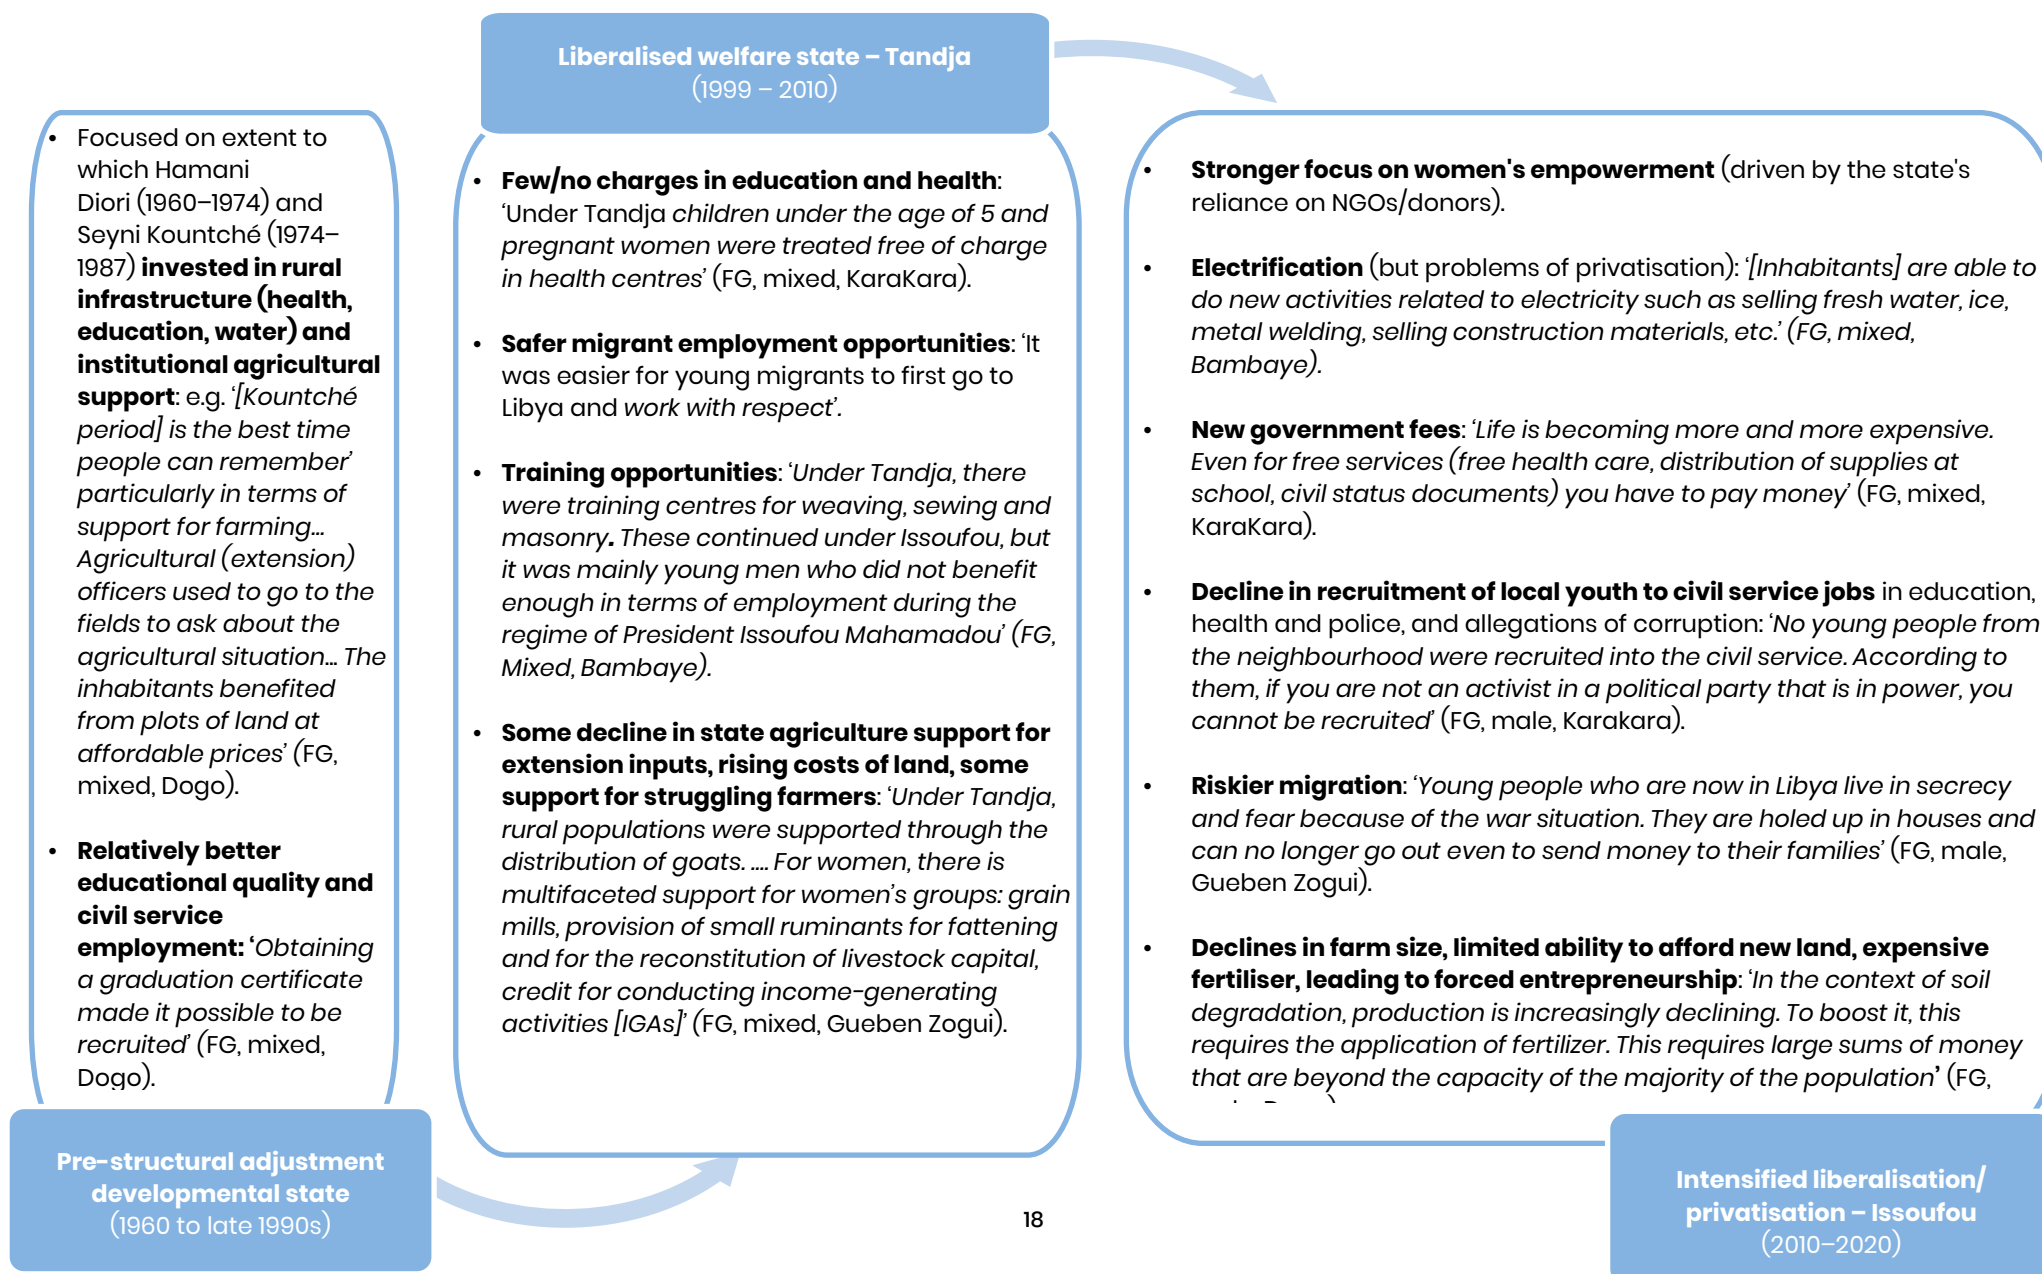 Liberalised welfare state – Tandja
(1999 – 2010)
• Focused on extent to
which Hamani
Diori (1960–1974) and
Seyni Kountché (1974–
1987) invested in rural
infrastructure (health,
education, water) and
institutional agricultural
support: e.g. ‘[Kountché
period] is the best time
people can remember’
particularly in terms of
support for farming...
Agricultural (extension)
officers used to go to the
fields to ask about the
agricultural situation... The
inhabitants benefited
from plots of land at
affordable prices’ (FG,
mixed, Dogo).
• Relatively better
educational quality and
civil service
employment: ‘Obtaining
a graduation certificate
made it possible to be
recruited’ (FG, mixed,
Dogo).
Pre-structural adjustment
developmental state
(1960 to late 1990s)
• Few/no charges in education and health:
‘Under Tandja children under the age of 5 and
pregnant women were treated free of charge
in health centres’ (FG, mixed, KaraKara).
• Safer migrant employment opportunities: ‘It
was easier for young migrants to first go to
Libya and work with respect’.
• Training opportunities: ‘Under Tandja, there
were training centres for weaving, sewing and
masonry. These continued under Issoufou, but
it was mainly young men who did not benefit
enough in terms of employment during the
regime of President Issoufou Mahamadou’ (FG,
Mixed, Bambaye).
• Some decline in state agriculture support for
extension inputs, rising costs of land, some
support for struggling farmers: ‘Under Tandja,
rural populations were supported through the
distribution of goats. .... For women, there is
multifaceted support for women’s groups: grain
mills, provision of small ruminants for fattening
and for the reconstitution of livestock capital,
credit for conducting income-generating
activities [IGAs]’ (FG, mixed, Gueben Zogui).
• Stronger focus on women's empowerment (driven by the state's
reliance on NGOs/donors).
• Electrification (but problems of privatisation): ‘[Inhabitants] are able to
do new activities related to electricity such as selling fresh water, ice,
metal welding, selling construction materials, etc.’ (FG, mixed,
Bambaye).
• New government fees: ‘Life is becoming more and more expensive.
Even for free services (free health care, distribution of supplies at
school, civil status documents) you have to pay money’ (FG, mixed,
KaraKara).
• Decline in recruitment of local youth to civil service jobs in education,
health and police, and allegations of corruption: ‘No young people from
the neighbourhood were recruited into the civil service. According to
them, if you are not an activist in a political party that is in power, you
cannot be recruited’ (FG, male, Karakara).
• Riskier migration: ‘Young people who are now in Libya live in secrecy
and fear because of the war situation. They are holed up in houses and
can no longer go out even to send money to their families’ (FG, male,
Gueben Zogui).
• Declines in farm size, limited ability to afford new land, expensive
fertiliser, leading to forced entrepreneurship: ‘In the context of soil
degradation, production is increasingly declining. To boost it, this
requires the application of fertilizer. This requires large sums of money
that are beyond the capacity of the majority of the population’ (FG,
Intensified liberalisation/
privatisation – Issoufou
(2010–2020)
18